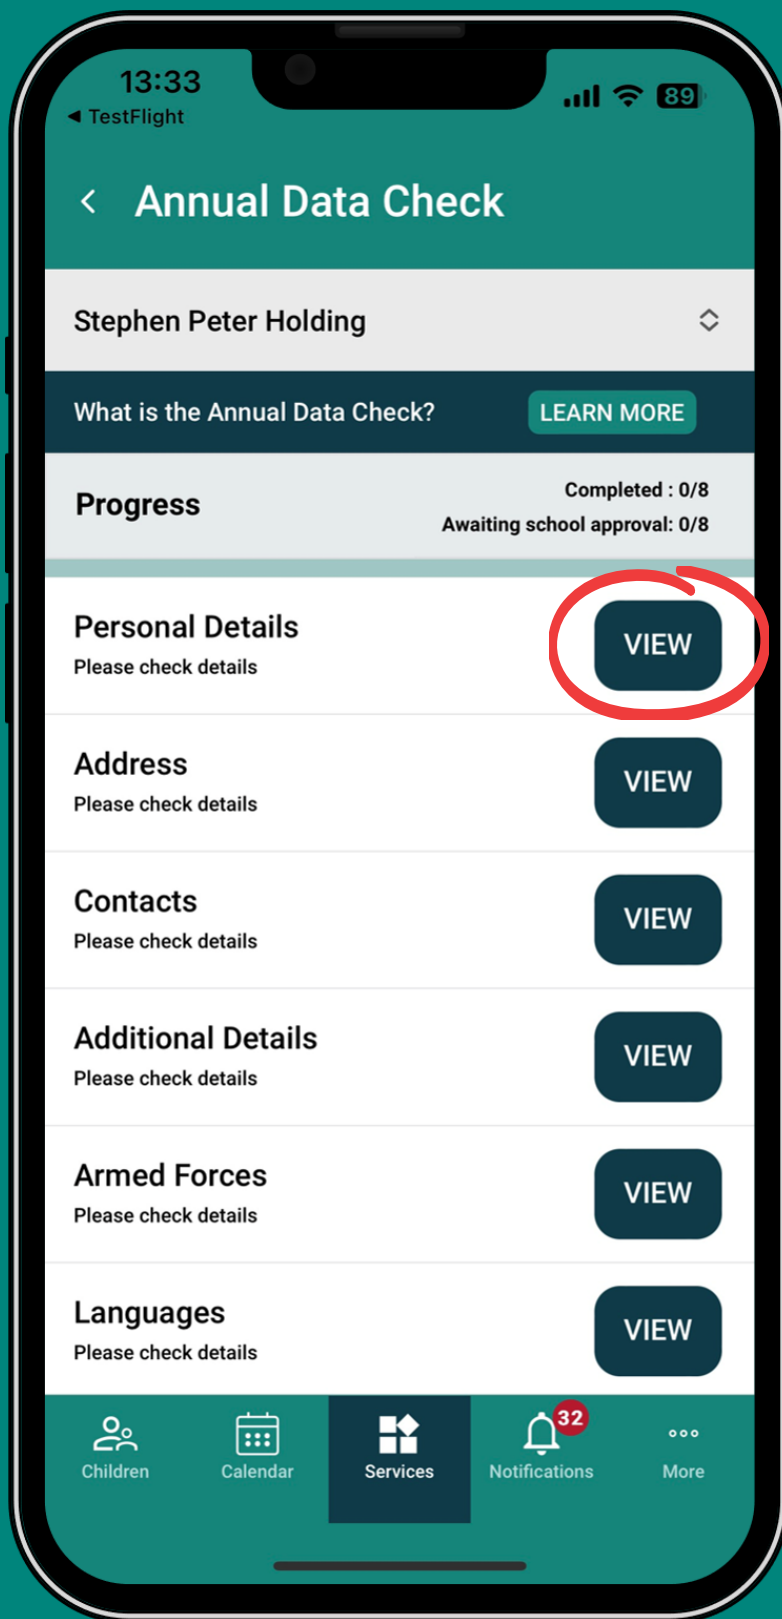 13:33
89
TestFlight
Annual Data Check
Stephen Peter Holding
What is the Annual Data Check? LEARN MORE
Progress
Completed : 0/8
Awaiting school approval: 0/8
Personal Details
Please check details
VIEW
Address
Please check details
VIEW
Contacts
Please check details
VIEW
Additional Details
Please check details
VIEW
Armed Forces
Please check details
VIEW
Languages
Please check details
VIEW
32
Children Calendar Services Notifications More